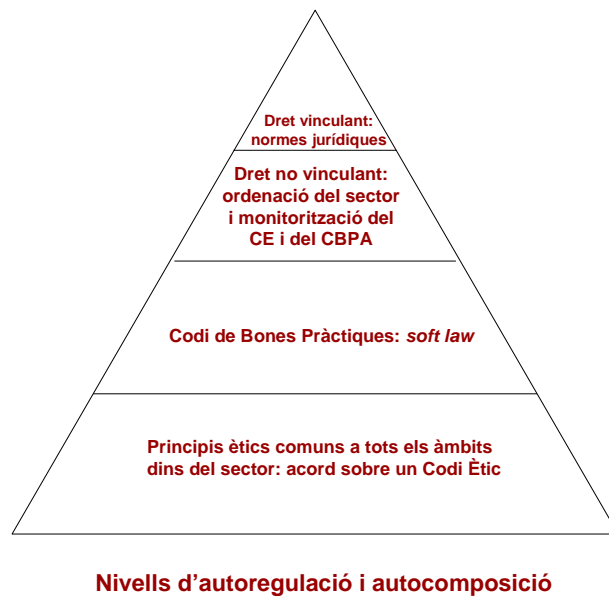 Dret vinculant:
normes jurídiques
Dret no vinculant:
ordenació del sector
i monitorització del
CE i del CBPA
Codi de Bones Pràctiques: soft law
Principis ètics comuns a tots els àmbits
dins del sector: acord sobre un Codi Ètic
Nivells d'autoregulació i autocomposició